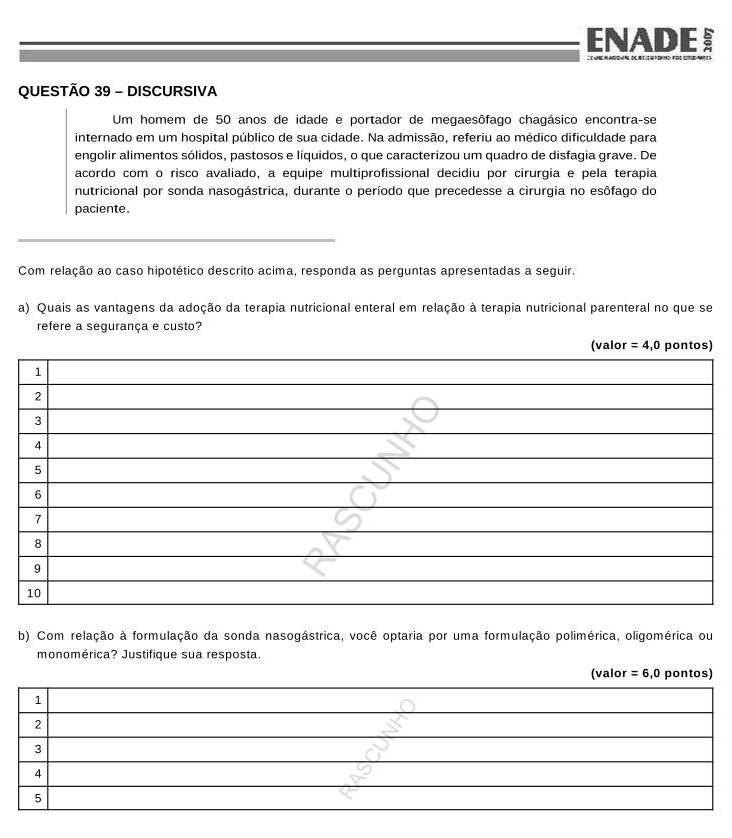 ENADE 2007
EXAME NACIONAL DE DESEMPENHO DOS ESTUDANTES
QUESTÃO 39 – DISCURSIVA
Um homem de 50 anos de idade e portador de megaesôfago chagásico encontra-se
internado em um hospital público de sua cidade. Na admissão, referiu ao médico dificuldade para
engolir alimentos sólidos, pastosos e líquidos, o que caracterizou um quadro de disfagia grave. De
acordo com o risco avaliado, a equipe multiprofissional decidiu por cirurgia e pela terapia
nutricional por sonda nasogástrica, durante o período que precedesse a cirurgia no esôfago do
paciente.
Com relação ao caso hipotético descrito acima, responda as perguntas apresentadas a seguir.
a) Quais as vantagens da adoção da terapia nutricional enteral em relação à terapia nutricional parenteral no que se
refere a segurança e custo?
(valor = 4,0 pontos)
1
2
3
4
5
6
7
8
9
10
RASCUNHO
b) Com relação à formulação da sonda nasogástrica, você optaria por uma formulação polimérica, oligomérica ou
monomérica? Justifique sua resposta.
(valor = 6,0 pontos)
1
2
3
4
5
RASCUNHO